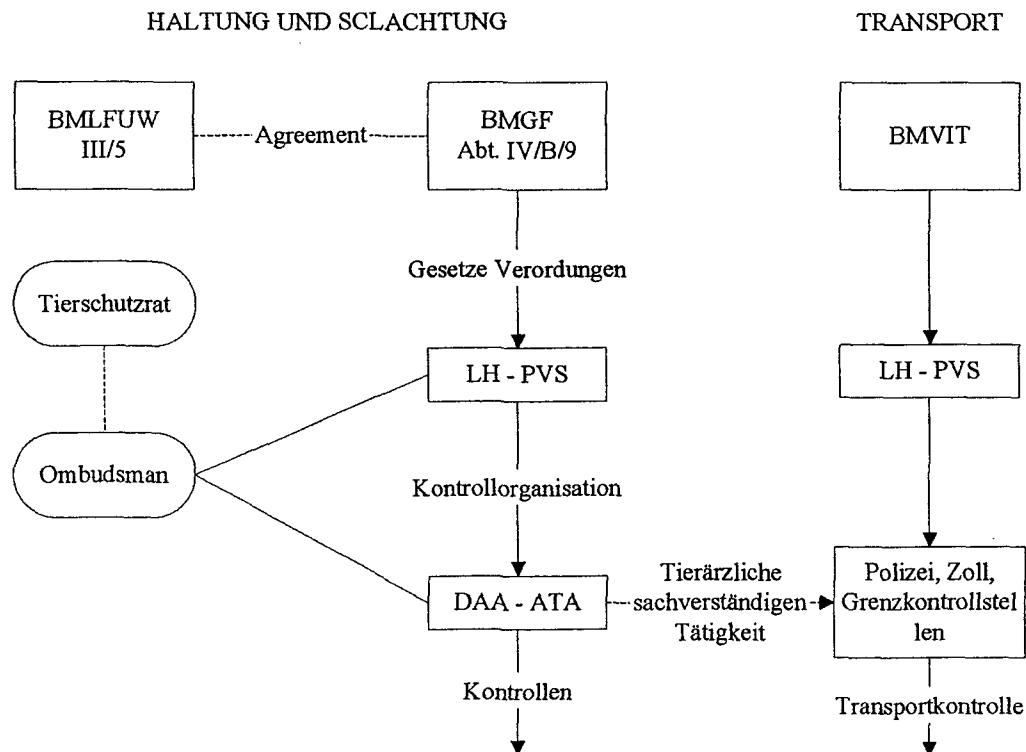 HALTUNG UND SCLACHTUNG
TRANSPORT
BMLFUW
III/5
Agreement
BMGF
Abt. IV/B/9
BMVIT
Gesetze Verordungen
Tierschutzrat
LH - PVS
LH - PVS
Ombudsman
Kontrollorganisation
DAA - ATA
Tierärzliche
sachverständigen
Tätigkeit
Polizei, Zoll,
Grenzkontrollstel
len
Kontrollen
Transportkontrolle